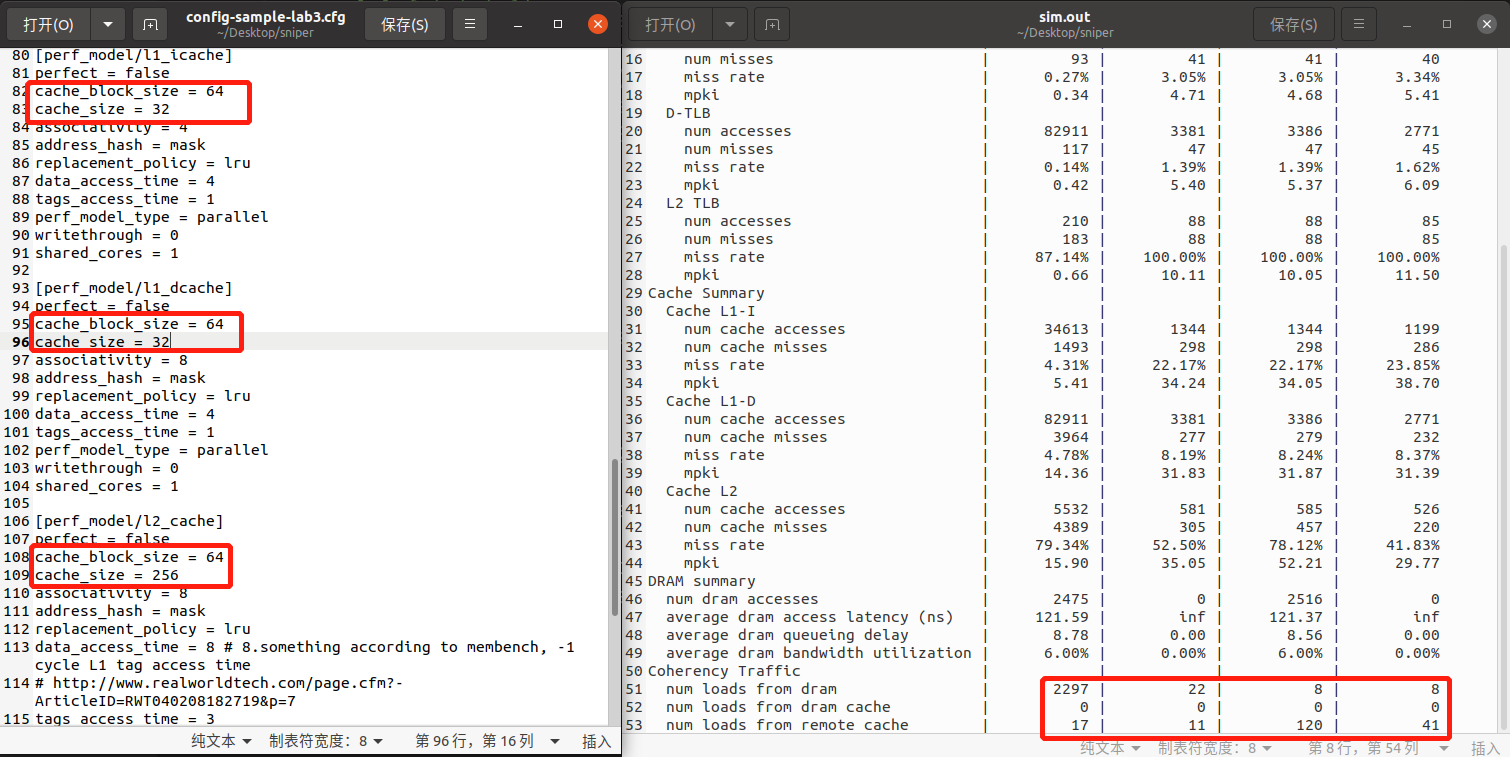 打开(O)
config-sample-lab3.cfg
~/Desktop/sniper
保存(S)
80 [perf_model/l1_icache]
81 perfect = false
82 cache_block_size = 64
83 cache_size = 32
84 associativity = 4
85 address_hash = mask
86 replacement_policy = lru
87 data_access_time = 4
88 tags_access_time = 1
89 perf_model_type = parallel
90 writethrough = 0
91 shared_cores = 1
92
93 [perf_model/l1_dcache]
94 perfect = false
95 cache_block_size = 64
96 cache_size = 32
97 associativity = 8
98 address_hash = mask
99 replacement_policy = lru
100 data_access_time = 4
101 tags_access_time = 1
102 perf_model_type = parallel
103 writethrough = 0
104 shared_cores = 1
105
106 [perf_model/l2_cache]
107 perfect = false
108 cache_block_size = 64
109 cache_size = 256
110 associativity = 8
111 address_hash = mask
112 replacement_policy = lru
113 data_access_time = 8 # 8.something according to membench, -1
cycle L1 tag access time
114 # http://www.realworldtech.com/page.cfm?-
ArticleID=RWT040208182719&p=7
115 tags_access_time = 3
纯文本 制表符宽度：8 第 96 行，第 16 列 插入
打开(O)
sim.out
~/Desktop/sniper
保存(S)
16 num misses | 93 | 41 | 41 | 40
17 miss rate | 0.27% | 3.05% | 3.05% | 3.34%
18 mpki | 0.34 | 4.71 | 4.68 | 5.41
19 D-TLB | | | |
20 num accesses | 82911 | 3381 | 3386 | 2771
21 num misses | 117 | 47 | 47 | 45
22 miss rate | 0.14% | 1.39% | 1.39% | 1.62%
23 mpki | 0.42 | 5.40 | 5.37 | 6.09
24 L2 TLB | | | |
25 num accesses | 210 | 88 | 88 | 85
26 num misses | 183 | 88 | 88 | 85
27 miss rate | 87.14% | 100.00% | 100.00% | 100.00%
28 mpki | 0.66 | 10.11 | 10.05 | 11.50
29 Cache Summary | | | |
30 Cache L1-I | | | |
31 num cache accesses | 34613 | 1344 | 1344 | 1199
32 num cache misses | 1493 | 298 | 298 | 286
33 miss rate | 4.31% | 22.17% | 22.17% | 23.85%
34 mpki | 5.41 | 34.24 | 34.05 | 38.70
35 Cache L1-D | | | |
36 num cache accesses | 82911 | 3381 | 3386 | 2771
37 num cache misses | 3964 | 277 | 279 | 232
38 miss rate | 4.78% | 8.19% | 8.24% | 8.37%
39 mpki | 14.36 | 31.83 | 31.87 | 31.39
40 Cache L2 | | | |
41 num cache accesses | 5532 | 581 | 585 | 526
42 num cache misses | 4389 | 305 | 457 | 220
43 miss rate | 79.34% | 52.50% | 78.12% | 41.83%
44 mpki | 15.90 | 35.05 | 52.21 | 29.77
45 DRAM summary | | | |
46 num dram accesses | 2475 | 0 | 2516 | 0
47 average dram access latency (ns) | 121.59 | inf | 121.37 | inf
48 average dram queueing delay | 8.78 | 0.00 | 8.56 | 0.00
49 average dram bandwidth utilization | 6.00% | 0.00% | 6.00% | 0.00%
50 Coherency Traffic | | | |
51 num loads from dram | 2297 | 22 | 8 | 8
52 num loads from dram cache | 0 | 0 | 0 | 0
53 num loads from remote cache | 17 | 11 | 120 | 41
纯文本 制表符宽度：8 第 8 行，第 54 列 插入